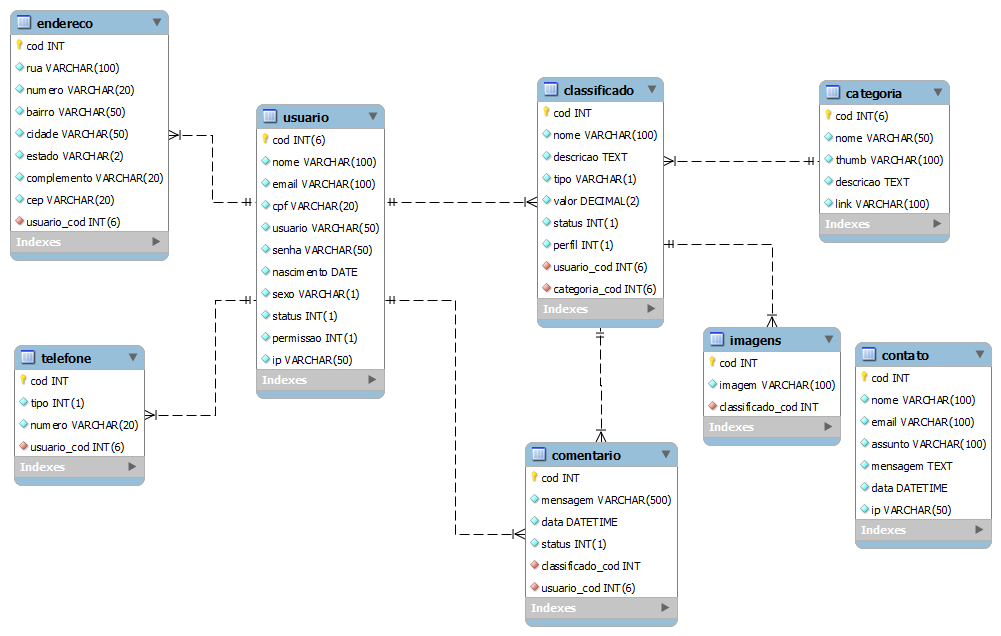 endereco
cod INT
rua VARCHAR(100)
numero VARCHAR(20)
bairro VARCHAR(50)
cidade VARCHAR(50)
estado VARCHAR(2)
complemento VARCHAR(20)
cep VARCHAR(20)
usuario_cod INT(6)
Indexes
telefone
cod INT
tipo INT(1)
numero VARCHAR(20)
usuario_cod INT(6)
Indexes
usuario
cod INT(6)
nome VARCHAR(100)
email VARCHAR(100)
cpf VARCHAR(20)
usuario VARCHAR(50)
senha VARCHAR(50)
nascimento DATE
sexo VARCHAR(1)
status INT(1)
permissao INT(1)
ip VARCHAR(50)
Indexes
classificado
cod INT
nome VARCHAR(100)
descricao TEXT
tipo VARCHAR(1)
valor DECIMAL(2)
status INT(1)
perfil INT(1)
usuario_cod INT(6)
categoria_cod INT(6)
Indexes
comentario
cod INT
mensagem VARCHAR(500)
data DATETIME
status INT(1)
classificado_cod INT
usuario_cod INT(6)
Indexes
categoria
cod INT(6)
nome VARCHAR(50)
thumb VARCHAR(100)
descricao TEXT
link VARCHAR(100)
Indexes
imagens
cod INT
imagem VARCHAR(100)
classificado_cod INT
Indexes
contato
cod INT
nome VARCHAR(100)
email VARCHAR(100)
assunto VARCHAR(100)
mensagem TEXT
data DATETIME
ip VARCHAR(50)
Indexes